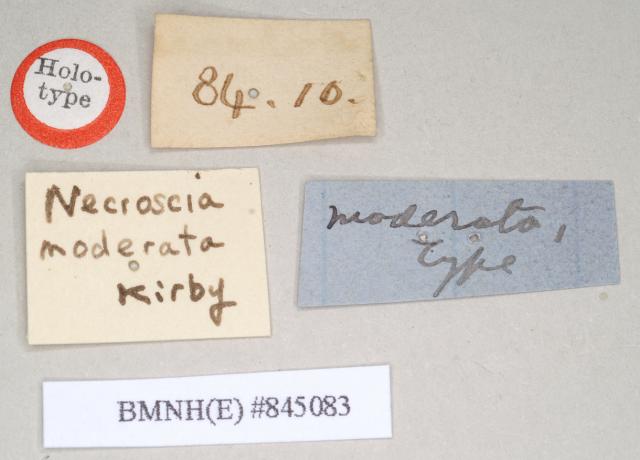 Holo-
type
84. 10.
Necroscia
moderata
Kirby
moderata,
type
BMNH(E) #845083